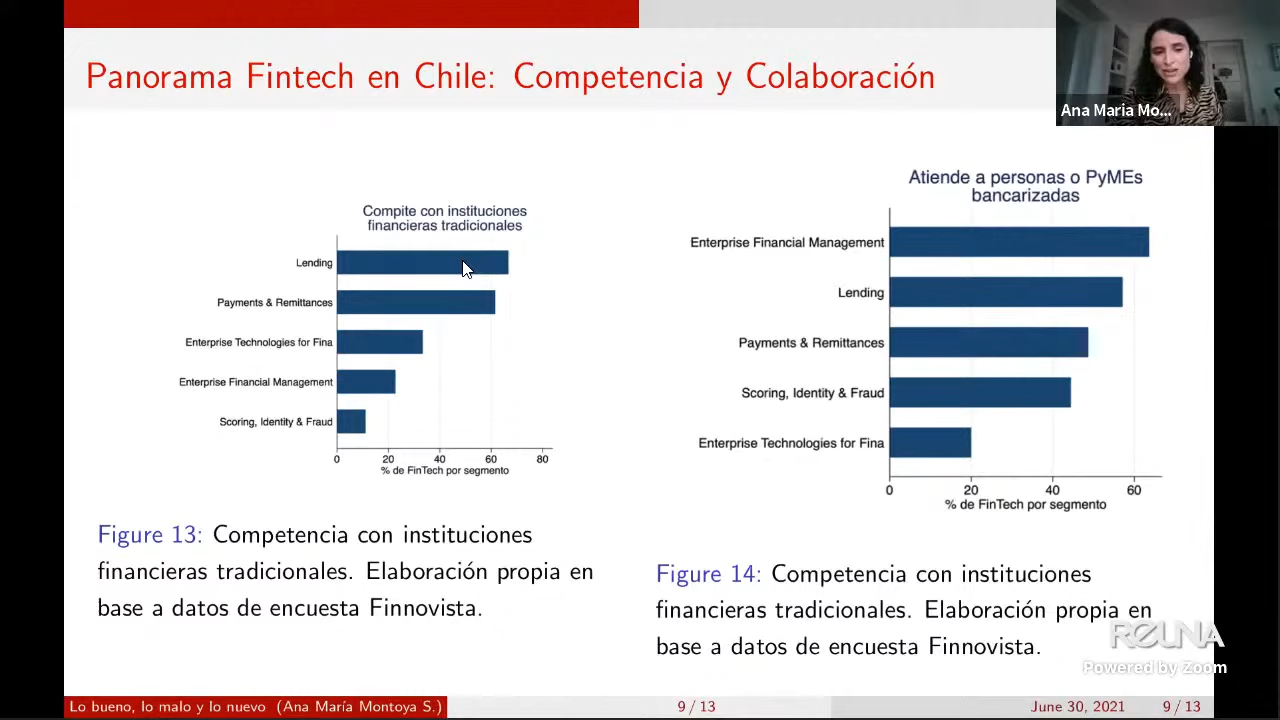 Panorama Fintech en Chile: Competencia y Colaboración
Ana Maria Mo...
Compite con instituciones
financieras tradicionales
Lending
Payments & Remittances
Enterprise Technologies for Fina
Enterprise Financial Management
Scoring, Identity & Fraud
0 20 40 60 80
% de FinTech por segmento
Figure 13: Competencia con instituciones
financieras tradicionales. Elaboración propia en
base a datos de encuesta Finnovista.
Atiende a personas o PyMEs
bancarizadas
Enterprise Financial Management
Lending
Payments & Remittances
Scoring, Identity & Fraud
Enterprise Technologies for Fina
0 20 40 60
% de FinTech por segmento
Figure 14: Competencia con instituciones
financieras tradicionales. Elaboración propia en
base a datos de encuesta Finnovista.
REUNA
Powered by Zoom
Lo bueno, lo malo y lo nuevo (Ana María Montoya S.) 9 / 13 June 30, 2021 9 / 13